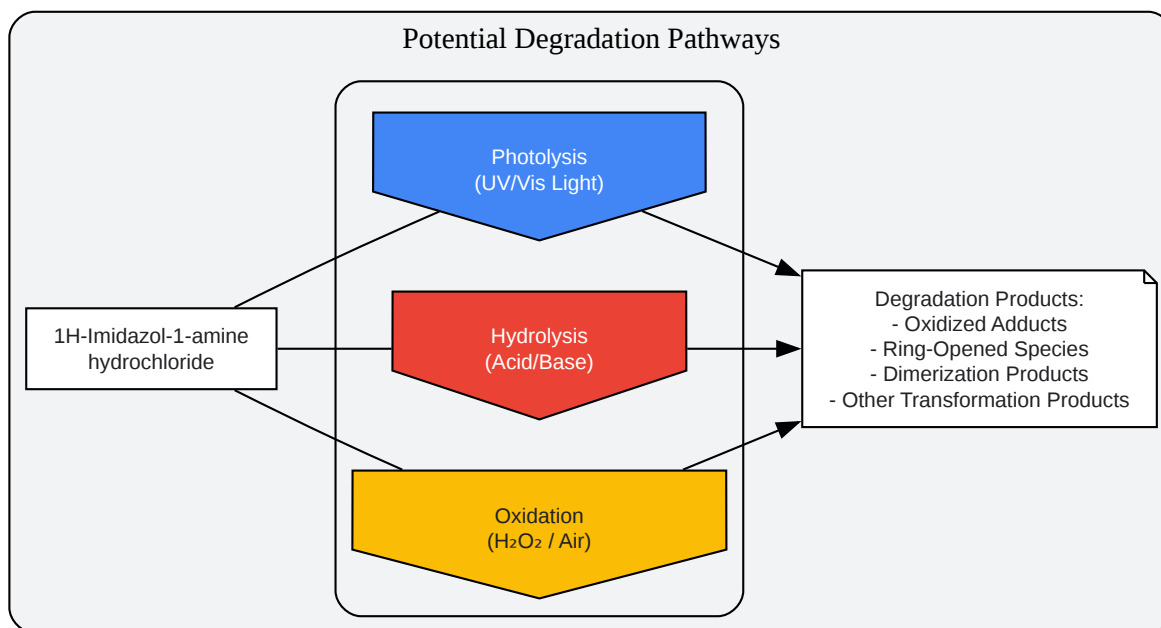 Potential Degradation Pathways
1H-Imidazol-1-amine
hydrochloride
Photolysis
(UV/Vis Light)
Hydrolysis
(Acid/Base)
Oxidation
(H₂O₂ / Air)
Degradation Products:
- Oxidized Adducts
- Ring-Opened Species
- Dimerization Products
- Other Transformation Products